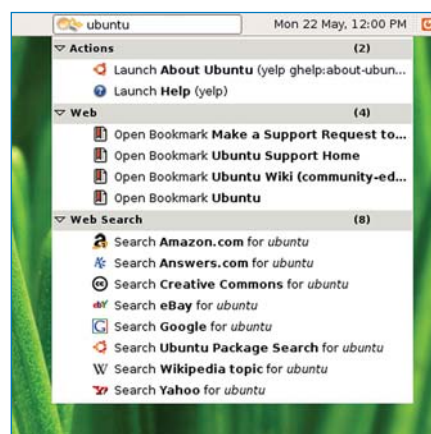 ubuntu Mon 22 May, 12:00 PM
Actions (2)
Launch About Ubuntu (yelp ghelp:about-ubun...
Launch Help (yelp)
Web (4)
Open Bookmark Make a Support Request to...
Open Bookmark Ubuntu Support Home
Open Bookmark Ubuntu Wiki (community-ed...
Open Bookmark Ubuntu
Web Search (8)
Search Amazon.com for ubuntu
Search Answers.com for ubuntu
Search Creative Commons for ubuntu
Search eBay for ubuntu
Search Google for ubuntu
Search Ubuntu Package Search for ubuntu
Search Wikipedia topic for ubuntu
Search Yahoo for ubuntu